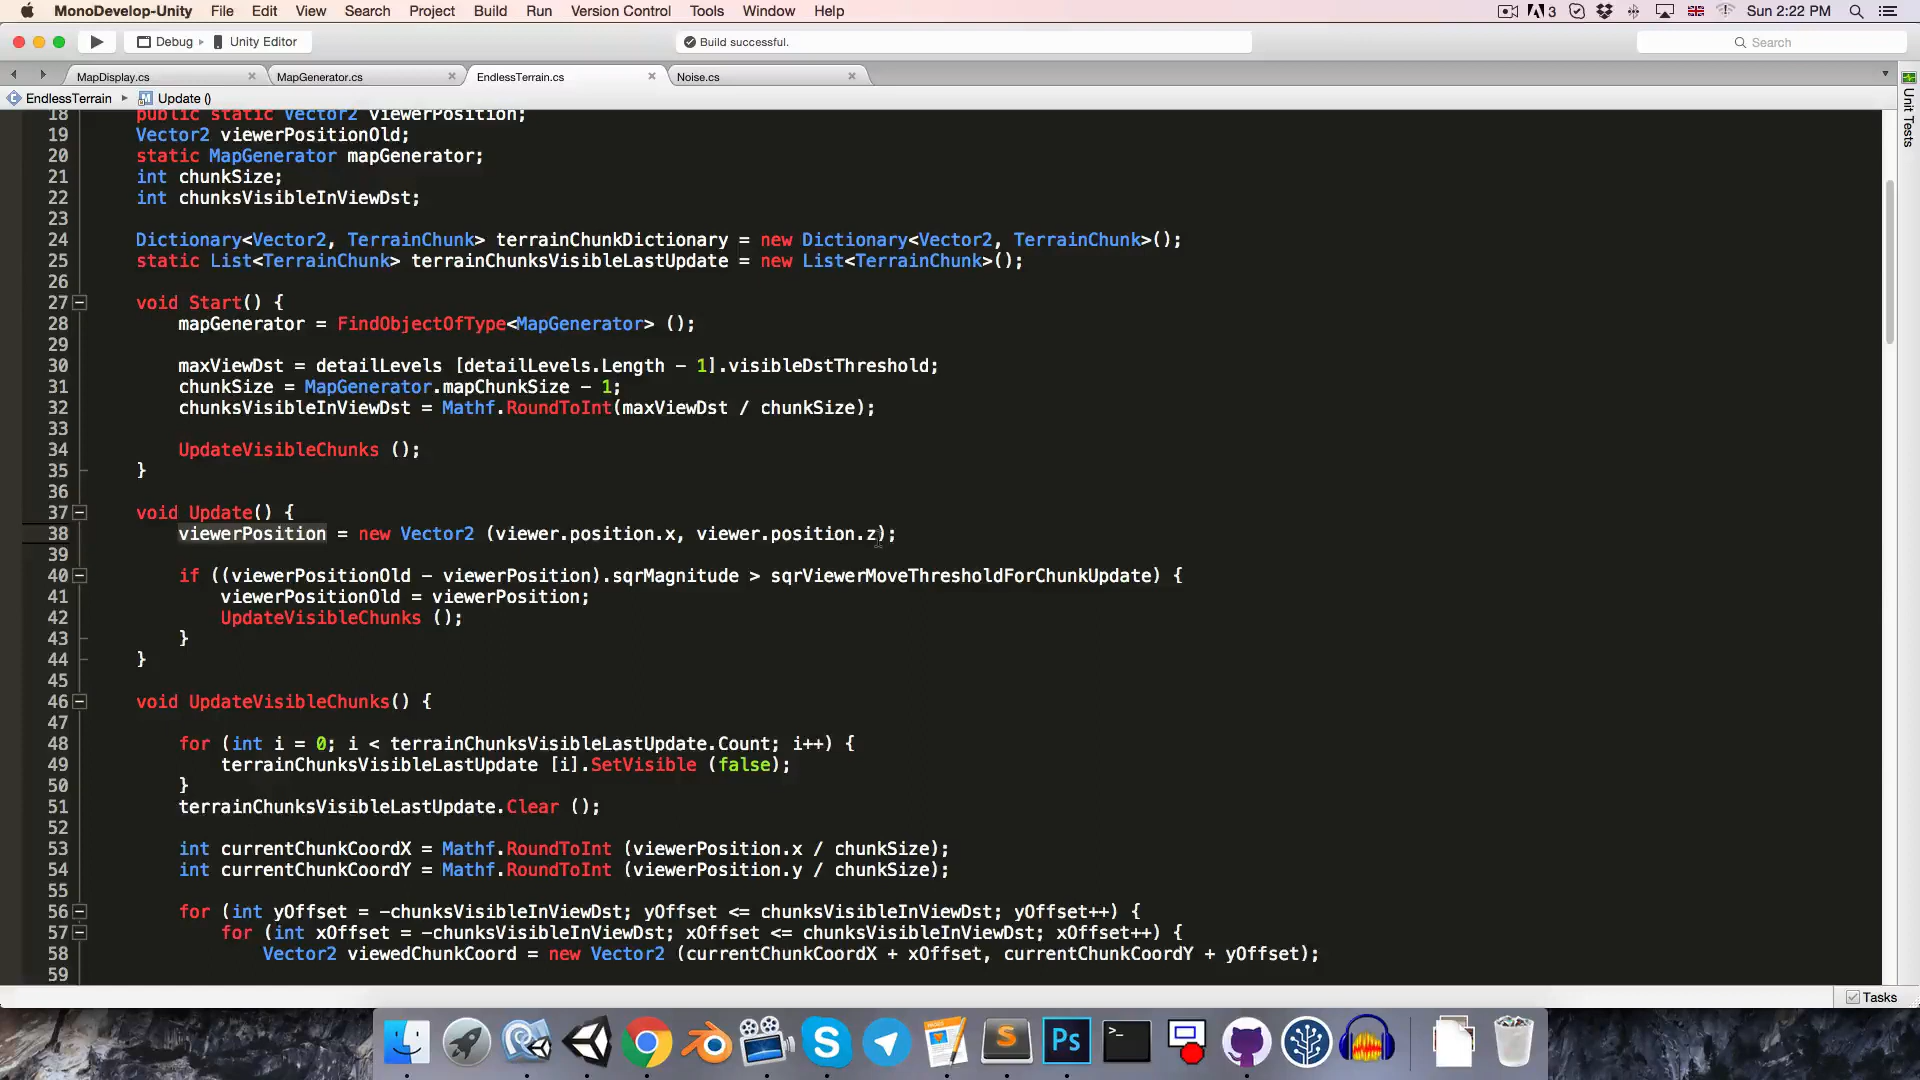 MonoDevelop-Unity File Edit View Search Project Build Run Version Control Tools Window Help 3 Sun 2:22 PM
Debug › Unity Editor Build successful. Search
MapDisplay.cs MapGenerator.cs EndlessTerrain.cs Noise.cs
EndlessTerrain Update ()
Unit Tests
18 public static Vector2 viewerPosition;
19 Vector2 viewerPositionOld;
20 static MapGenerator mapGenerator;
21 int chunkSize;
22 int chunksVisibleInViewDst;
23
24 Dictionary<Vector2, TerrainChunk> terrainChunkDictionary = new Dictionary<Vector2, TerrainChunk>();
25 static List<TerrainChunk> terrainChunksVisibleLastUpdate = new List<TerrainChunk>();
26
27 void Start() {
28 mapGenerator = FindObjectOfType<MapGenerator> ();
29
30 maxViewDst = detailLevels [detailLevels.Length - 1].visibleDstThreshold;
31 chunkSize = MapGenerator.mapChunkSize - 1;
32 chunksVisibleInViewDst = Mathf.RoundToInt(maxViewDst / chunkSize);
33
34 UpdateVisibleChunks ();
35 }
36
37 void Update() {
38 viewerPosition = new Vector2 (viewer.position.x, viewer.position.z);
39
40 if ((viewerPositionOld - viewerPosition).sqrMagnitude > sqrViewerMoveThresholdForChunkUpdate) {
41 viewerPositionOld = viewerPosition;
42 UpdateVisibleChunks ();
43 }
44 }
45
46 void UpdateVisibleChunks() {
47
48 for (int i = 0; i < terrainChunksVisibleLastUpdate.Count; i++) {
49 terrainChunksVisibleLastUpdate [i].SetVisible (false);
50 }
51 terrainChunksVisibleLastUpdate.Clear ();
52
53 int currentChunkCoordX = Mathf.RoundToInt (viewerPosition.x / chunkSize);
54 int currentChunkCoordY = Mathf.RoundToInt (viewerPosition.y / chunkSize);
55
56 for (int yOffset = -chunksVisibleInViewDst; yOffset <= chunksVisibleInViewDst; yOffset++) {
57 for (int xOffset = -chunksVisibleInViewDst; xOffset <= chunksVisibleInViewDst; xOffset++) {
58 Vector2 viewedChunkCoord = new Vector2 (currentChunkCoordX + xOffset, currentChunkCoordY + yOffset);
59
Tasks
S Ps >_